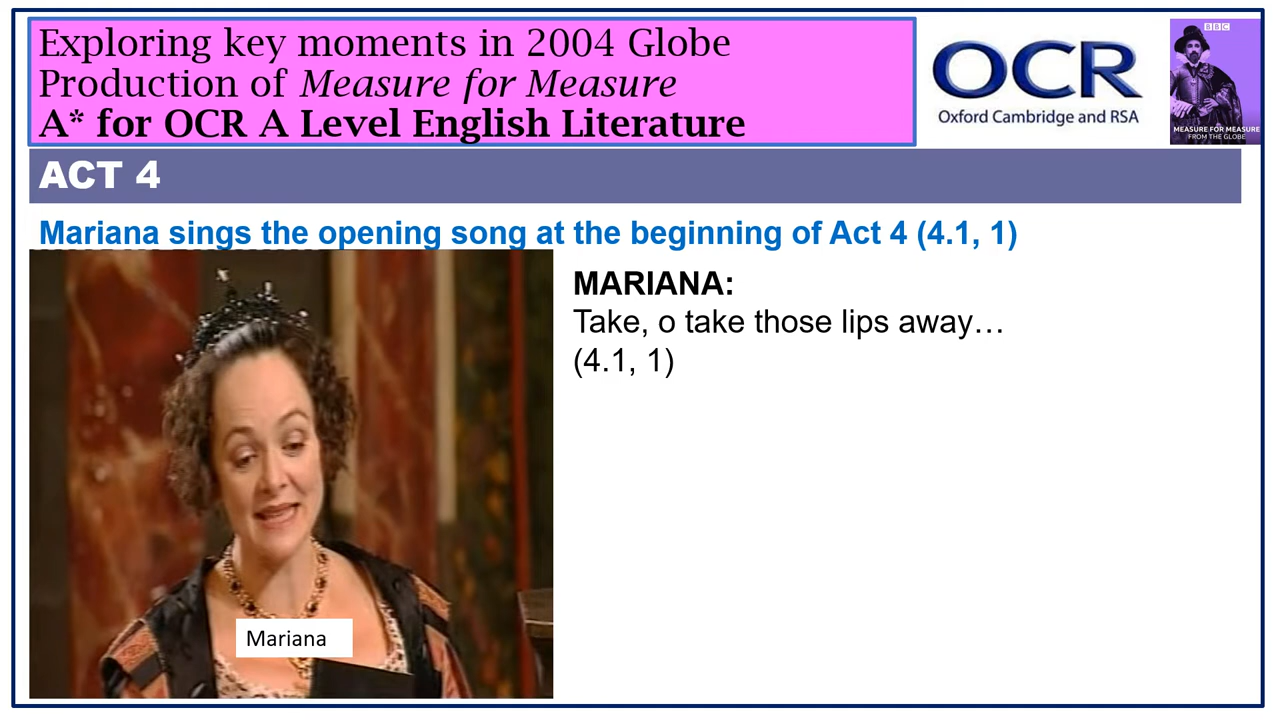 Exploring key moments in 2004 Globe
Production of Measure for Measure
A* for OCR A Level English Literature
OCR
Oxford Cambridge and RSA
BBC
MEASURE FOR MEASURE
FROM THE GLOBE
ACT 4
Mariana sings the opening song at the beginning of Act 4 (4.1, 1)
MARIANA:
Take, o take those lips away…
(4.1, 1)
Mariana